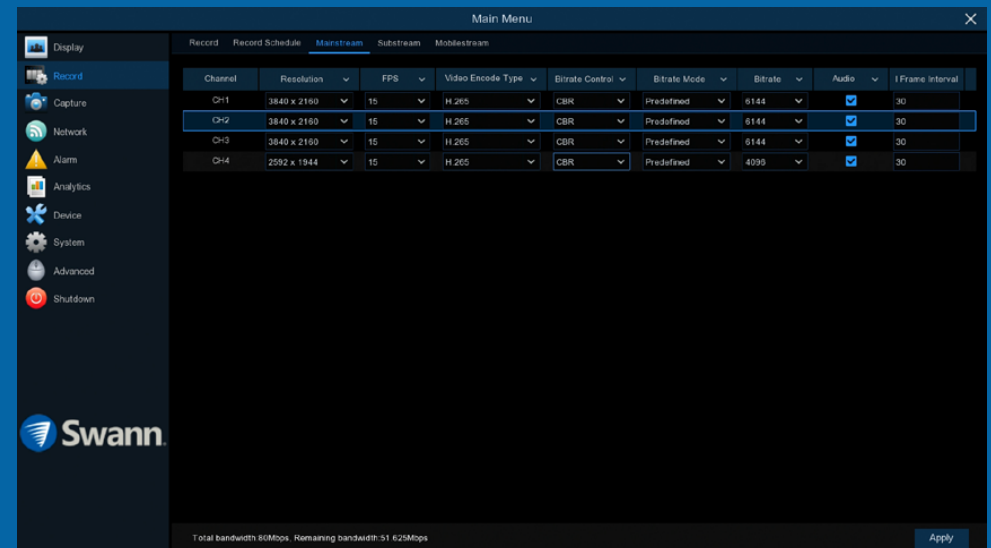 Main Menu
Display
Record
Capture
Network
Alarm
Analytics
Device
System
Advanced
Shutdown
Swann
Record Record Schedule Mainstream Substream Mobilestream
Channel Resolution FPS Video Encode Type Bitrate Control Bitrate Mode Bitrate Audio I Frame Interval
CH1 3840 x 2160 15 H.265 CBR Predefined 6144 30
CH2 3840 x 2160 15 H.265 CBR Predefined 6144 30
CH3 3840 x 2160 15 H.265 CBR Predefined 6144 30
CH4 2592 x 1944 15 H.265 CBR Predefined 4096 30
Total bandwidth:80Mbps, Remaining bandwidth:51.625Mbps
Apply